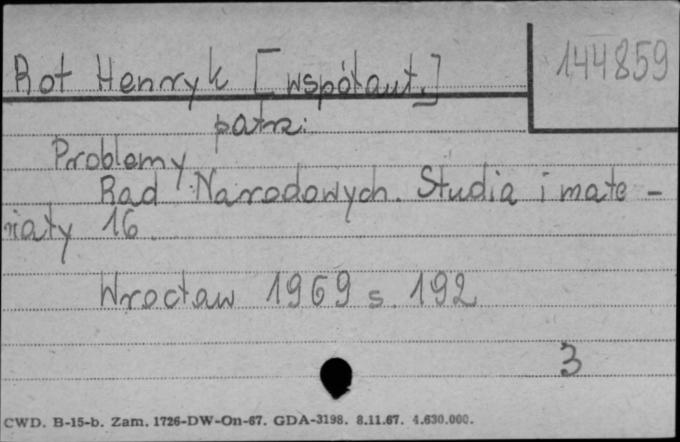 Rot Henryk [współaut.]
144859
patrz:
Problemy
Rad Narodowych. Studia i mate-
riały 16.
Wrocław 1969 s. 192
3
CWD. B-15-b. Zam. 1726-DW-On-67. GDA-3198. 8.11.67. 4.630.000.